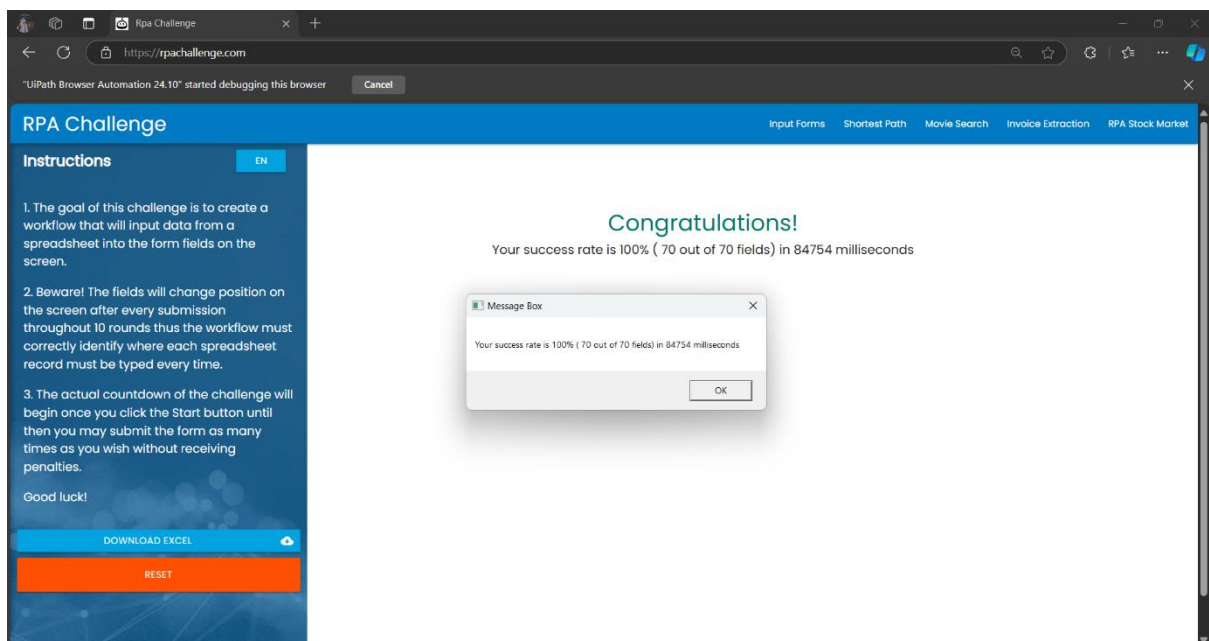 Rpa Challenge
https://rpachallenge.com
"UiPath Browser Automation 24.10" started debugging this browser
Cancel
RPA Challenge
Input Forms
Shortest Path
Movie Search
Invoice Extraction
RPA Stock Market
Instructions
EN
1. The goal of this challenge is to create a
workflow that will input data from a
spreadsheet into the form fields on the
screen.
2. Beware! The fields will change position on
the screen after every submission
throughout 10 rounds thus the workflow must
correctly identify where each spreadsheet
record must be typed every time.
3. The actual countdown of the challenge will
begin once you click the Start button until
then you may submit the form as many
times as you wish without receiving
penalties.
Good luck!
DOWNLOAD EXCEL
RESET
Congratulations!
Your success rate is 100% ( 70 out of 70 fields) in 84754 milliseconds
Message Box
Your success rate is 100% ( 70 out of 70 fields) in 84754 milliseconds
OK